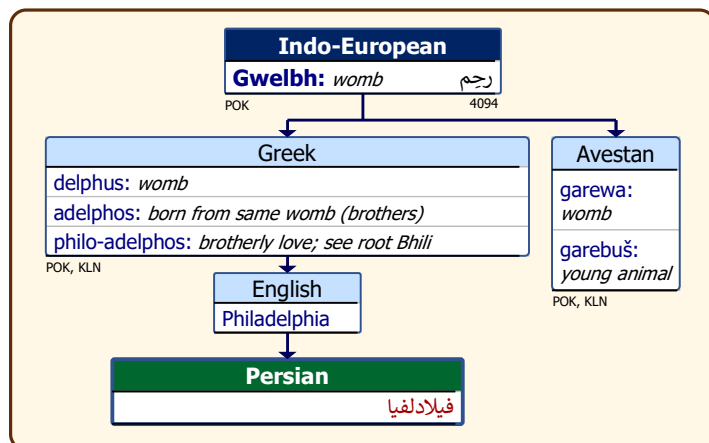 Indo-European
Gwelbh: womb رحِم
POK 4094
Greek
delphus: womb
adelphos: born from same womb (brothers)
philo-adelphos: brotherly love; see root Bhili
POK, KLN
Avestan
garewa:
womb
garebuš:
young animal
POK, KLN
English
Philadelphia
Persian
فیلادلفیا